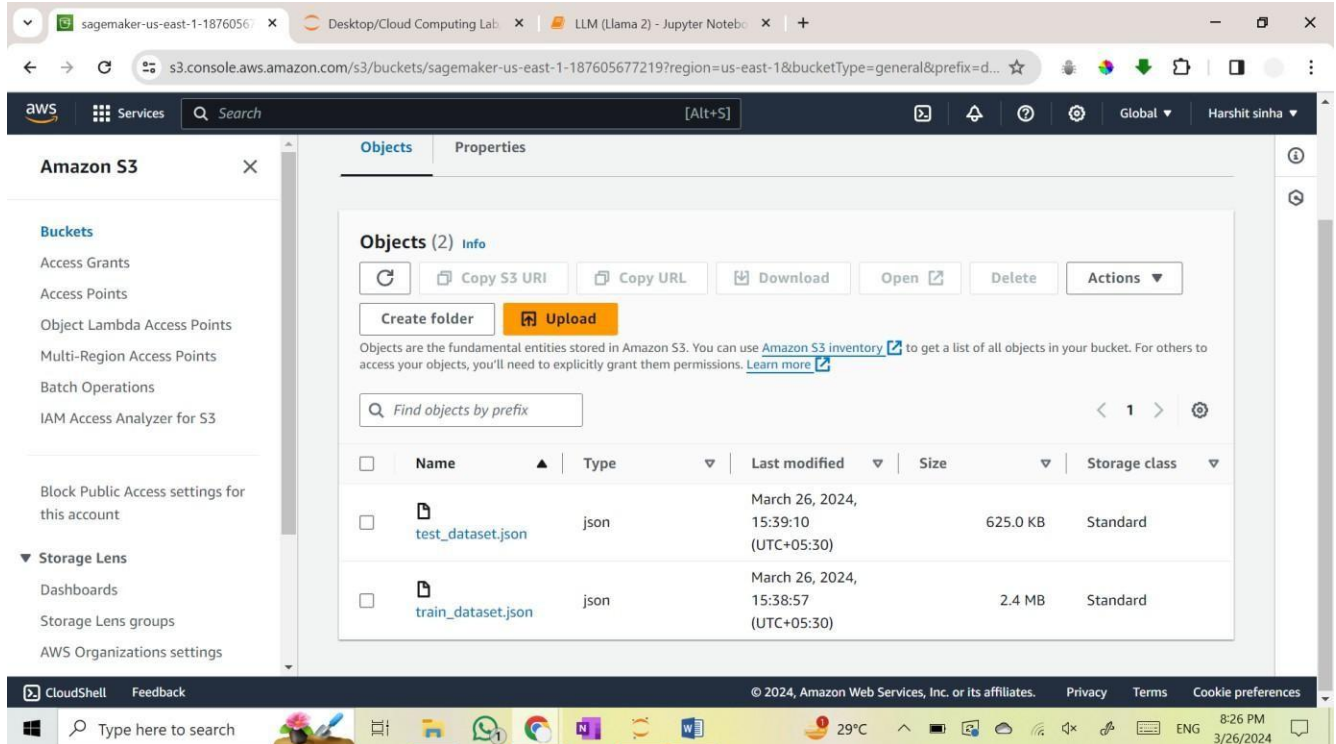 sagemaker-us-east-1-18760567
Desktop/Cloud Computing Lab
LLM (Llama 2) - Jupyter Notebo
s3.console.aws.amazon.com/s3/buckets/sagemaker-us-east-1-187605677219?region=us-east-1&bucketType=general&prefix=d...
aws
Services
Search
[Alt+S]
Global
Harshit sinha
Amazon S3
Buckets
Access Grants
Access Points
Object Lambda Access Points
Multi-Region Access Points
Batch Operations
IAM Access Analyzer for S3
Block Public Access settings for
this account
Storage Lens
Dashboards
Storage Lens groups
AWS Organizations settings
Objects
Properties
Objects (2) Info
Copy S3 URI
Copy URL
Download
Open
Delete
Actions
Create folder
Upload
Objects are the fundamental entities stored in Amazon S3. You can use Amazon S3 inventory to get a list of all objects in your bucket. For others to
access your objects, you'll need to explicitly grant them permissions. Learn more
Find objects by prefix
1
Name Type Last modified Size Storage class
March 26, 2024,
test_dataset.json json 15:39:10 625.0 KB Standard
(UTC+05:30)
March 26, 2024,
train_dataset.json json 15:38:57 2.4 MB Standard
(UTC+05:30)
CloudShell
Feedback
© 2024, Amazon Web Services, Inc. or its affiliates.
Privacy
Terms
Cookie preferences
Type here to search
29°C
ENG
8:26 PM
3/26/2024